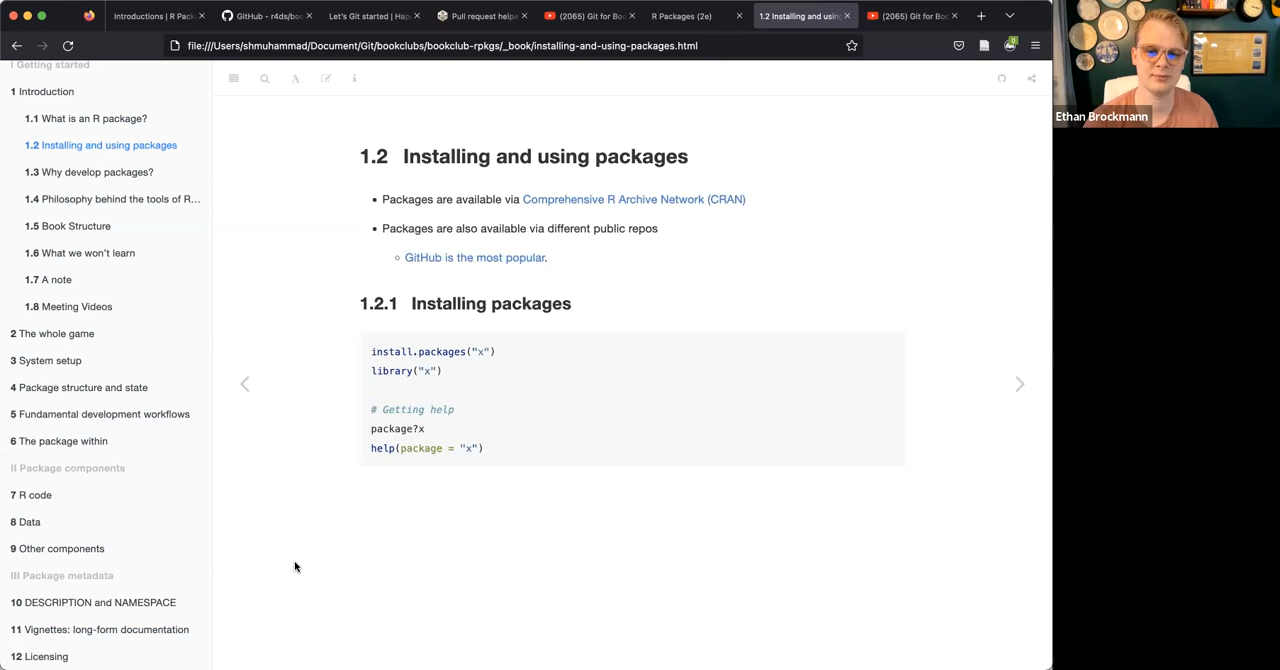 Introductions | R Pack
GitHub - r4ds/boo
Let's Git started | Hap
Pull request helpe
(2065) Git for Boo
R Packages (2e)
1.2 Installing and usin
(2065) Git for Boo
file:///Users/shmuhammad/Document/Git/bookclubs/bookclub-rpkgs/_book/installing-and-using-packages.html
0
I Getting started
1 Introduction
1.1 What is an R package?
1.2 Installing and using packages
1.3 Why develop packages?
1.4 Philosophy behind the tools of R…
1.5 Book Structure
1.6 What we won't learn
1.7 A note
1.8 Meeting Videos
2 The whole game
3 System setup
4 Package structure and state
5 Fundamental development workflows
6 The package within
II Package components
7 R code
8 Data
9 Other components
III Package metadata
10 DESCRIPTION and NAMESPACE
11 Vignettes: long-form documentation
12 Licensing
1.2 Installing and using packages
• Packages are available via Comprehensive R Archive Network (CRAN)
• Packages are also available via different public repos
○ GitHub is the most popular.
1.2.1 Installing packages
install.packages("x")
library("x")
# Getting help
package?x
help(package = "x")
Ethan Brockmann